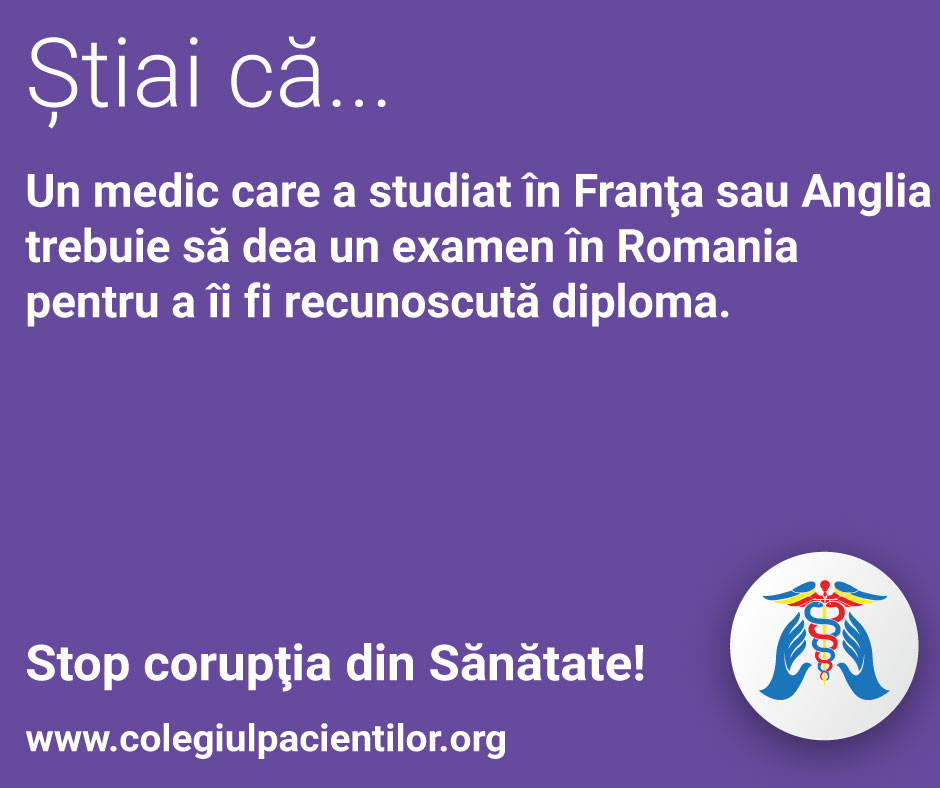 Știai că...
Un medic care a studiat în Franţa sau Anglia
trebuie să dea un examen în Romania
pentru a îi fi recunoscută diploma.
Stop corupţia din Sănătate!
www.colegiulpacientilor.org